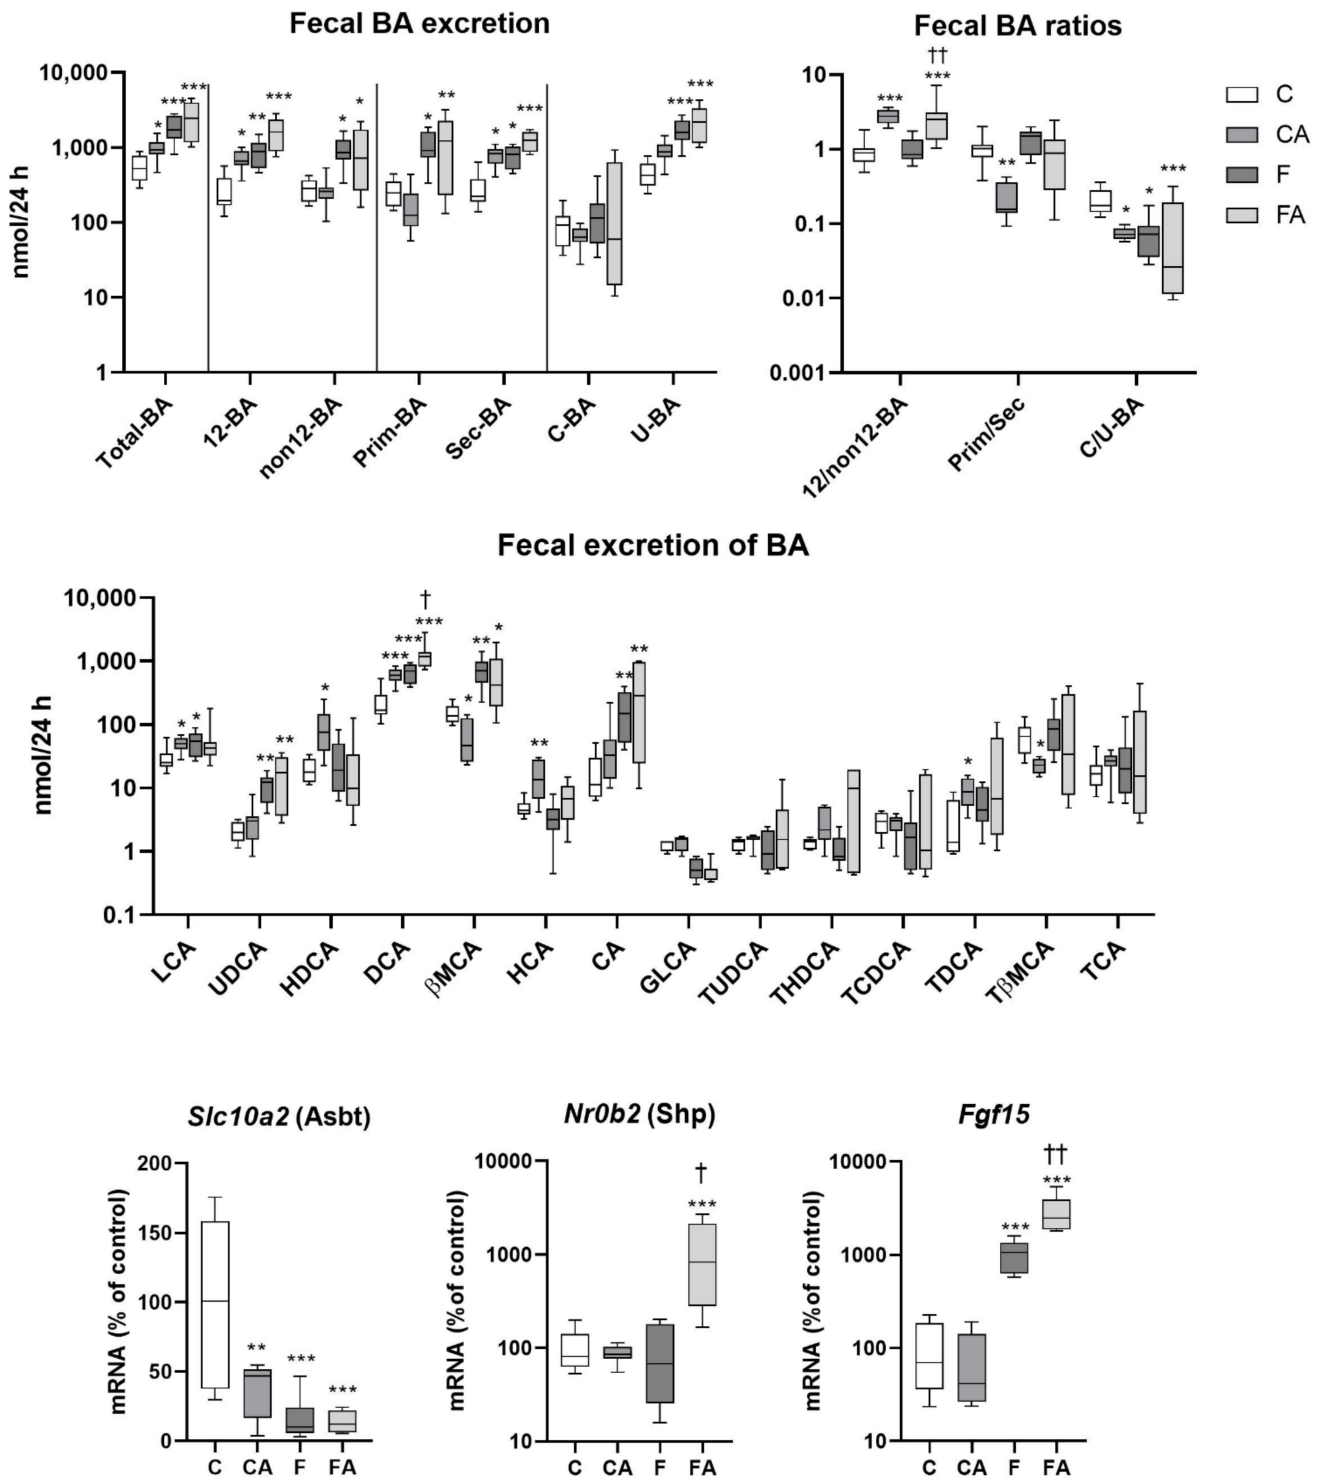 Fecal BA excretion
nmol/24 h
10,000
1,000
100
10
1
*
***
***
*
**
***
*
*
*
**
*
*
***
***
***
Total-BA
12-BA
non12-BA
Prim-BA
Sec-BA
C-BA
U-BA
Fecal BA ratios
10
1
0.1
0.01
0.001
***
††
***
**
*
*
***
12/non12-BA
Prim/Sec
C/U-BA
C
CA
F
FA
Fecal excretion of BA
nmol/24 h
10,000
1,000
100
10
1
0.1
*
*
**
**
*
***
***
†
***
*
**
*
**
**
**
*
*
LCA
UDCA
HDCA
DCA
βMCA
HCA
CA
GLCA
TUDCA
THDCA
TCDCA
TDCA
TβMCA
TCA
Slc10a2 (Asbt)
mRNA (% of control)
200
150
100
50
0
**
***
***
C
CA
F
FA
Nr0b2 (Shp)
mRNA (% of control)
10000
1000
100
10
†
***
C
CA
F
FA
Fgf15
mRNA (% of control)
10000
1000
100
10
***
††
***
C
CA
F
FA